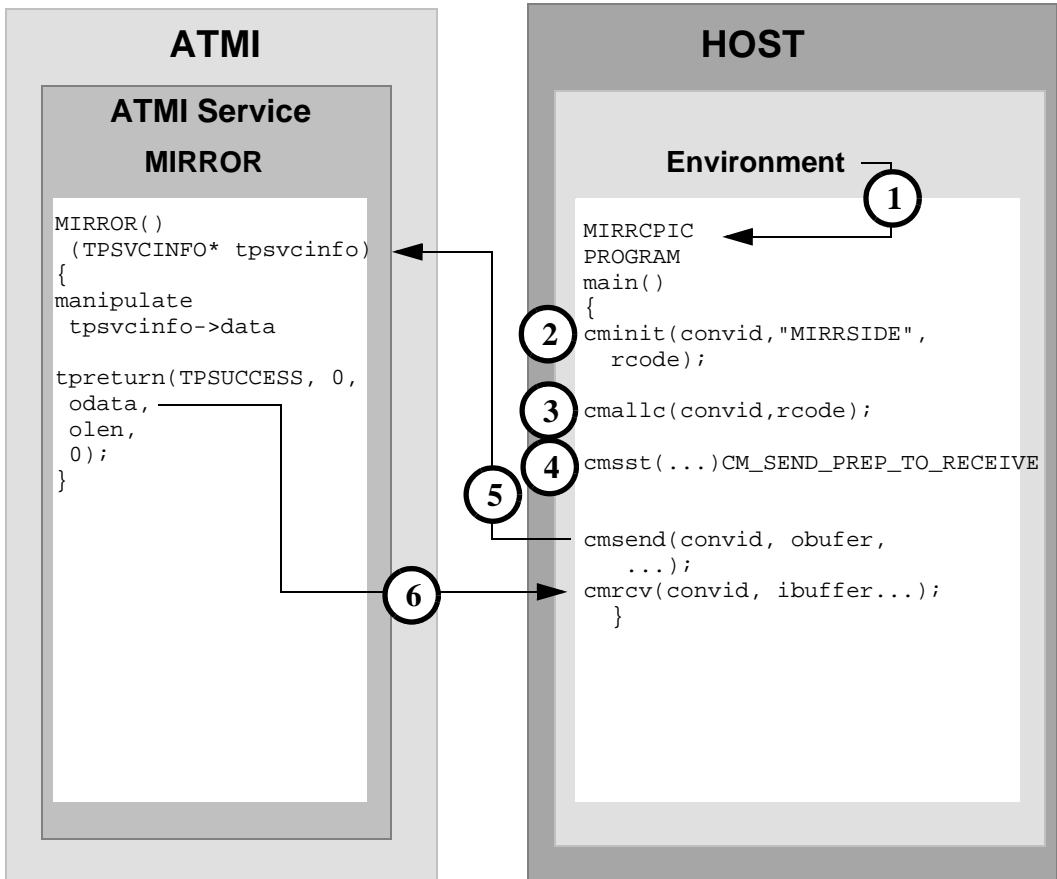 ATMI
ATMI Service
MIRROR
MIRROR()
(TPSVCINFO* tpsvcinfo)
{
manipulate
tpsvcinfo->data
tpreturn(TPSUCCESS, 0,
odata,
olen,
0);
}
HOST
Environment
1
MIRRCPIC
PROGRAM
main()
{
2
cminit(convid,"MIRRSIDE",
rcode);
3
cmallc(convid,rcode);
4
cmsst(...)CM_SEND_PREP_TO_RECEIVE
5
cmsend(convid, obufer,
...);
6
cmrcv(convid, ibuffer...);
}